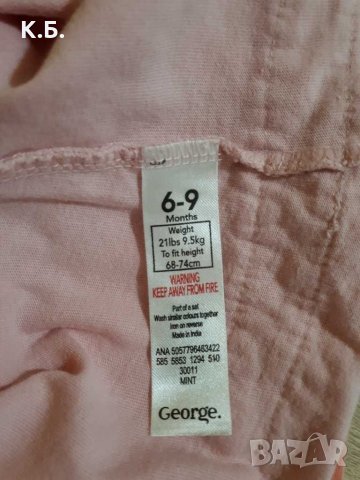 К.Б.
6-9
Months
Weight
21lbs 9.5kg
To fit height
68-74cm
WARNING
KEEP AWAY FROM FIRE
Part of a set
Wash similar colours together
Iron on reverse
Made in India
ANA 5057796463422
585 5853 1294 510
30011
MINT
George.
BAZAR